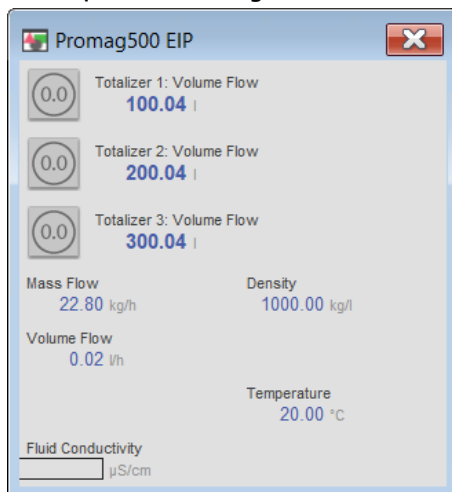 Promag500 EIP
(0.0) Totalizer 1: Volume Flow
100.04 l
(0.0) Totalizer 2: Volume Flow
200.04 l
(0.0) Totalizer 3: Volume Flow
300.04 l
Mass Flow Density
22.80 kg/h 1000.00 kg/l
Volume Flow
0.02 l/h
Temperature
20.00 °C
Fluid Conductivity
µS/cm